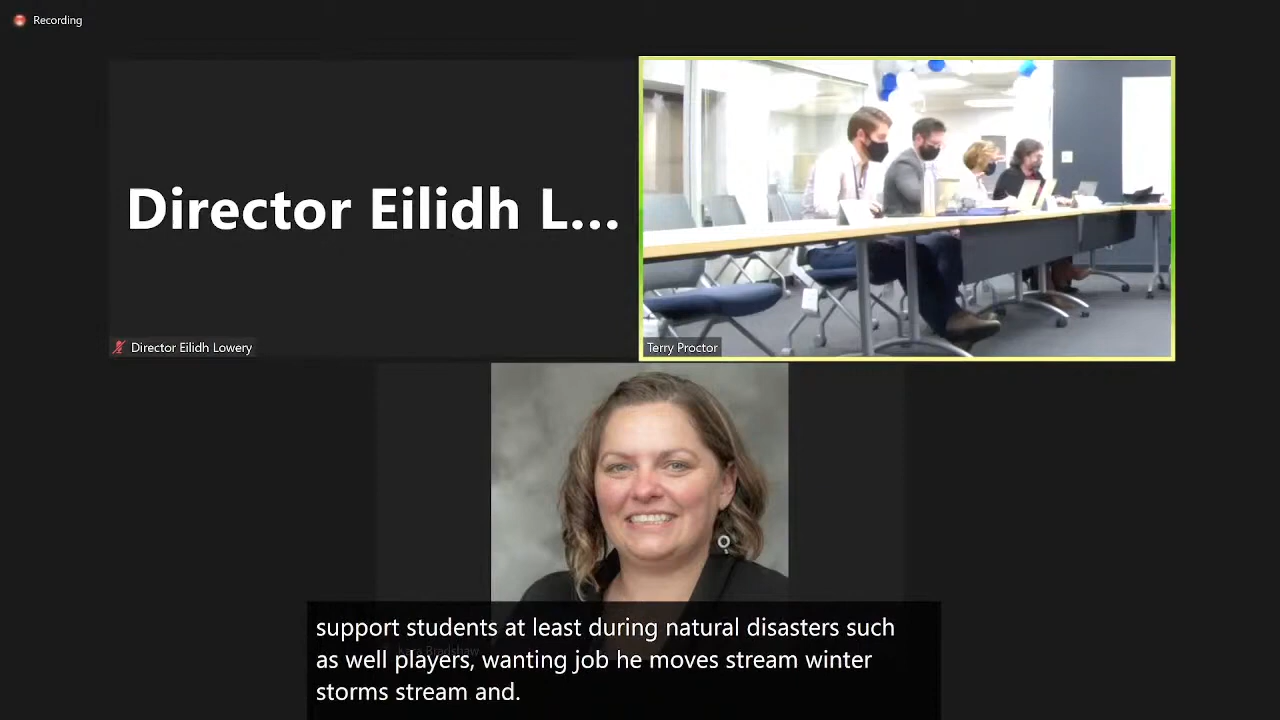 Recording
Director Eilidh L...
Director Eilidh Lowery
Terry Proctor
Bradshaw
support students at least during natural disasters such
as well players, wanting job he moves stream winter
storms stream and.